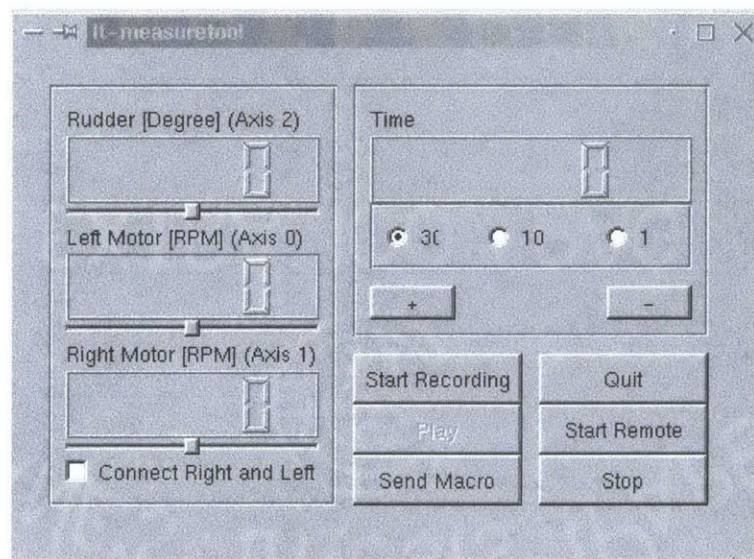 lt-measuretool
Rudder [Degree] (Axis 2)
0
Left Motor [RPM] (Axis 0)
0
Right Motor [RPM] (Axis 1)
0
Connect Right and Left
Time
0
30 10 1
+ -
Start Recording Quit
Play Start Remote
Send Macro Stop